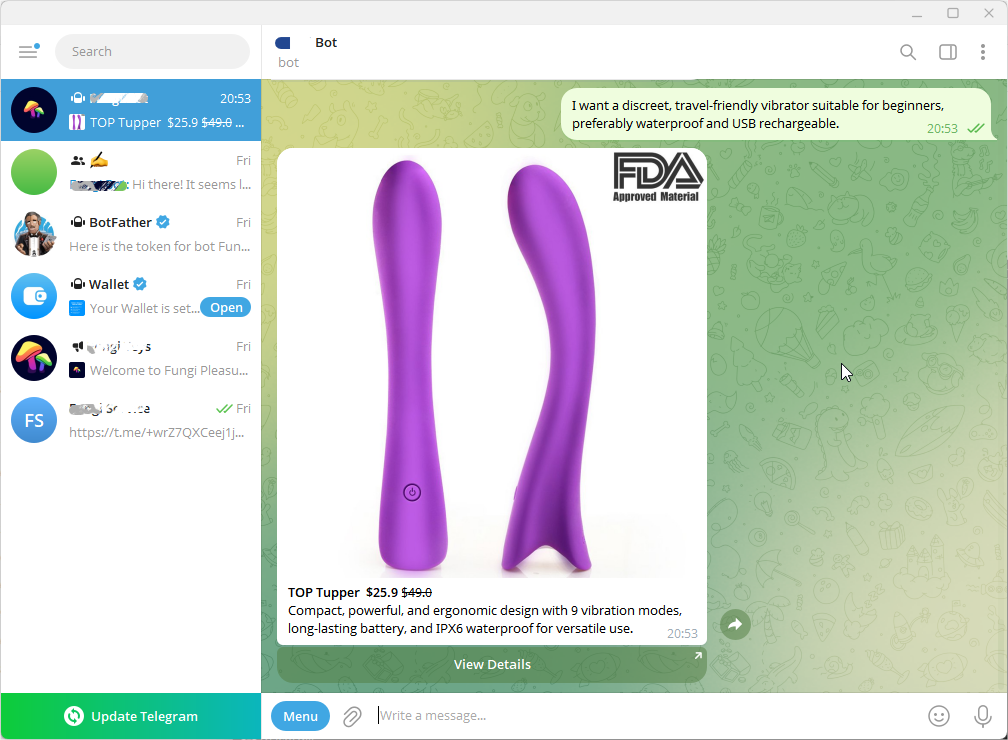 Search
Bot
bot
20:53
TOP Tupper $25.9 $49.0 ...
Fri
Hi there! It seems l...
BotFather
Fri
Here is the token for bot Fun...
Wallet
Fri
Your Wallet is set...
Open
Fri
Welcome to Fungi Pleasu...
FS
Fri
https://t.me/+wrZ7QXCeej1j...
Update Telegram
I want a discreet, travel-friendly vibrator suitable for beginners,
preferably waterproof and USB rechargeable.
20:53
FDA
Approved Material
TOP Tupper $25.9 $49.0
Compact, powerful, and ergonomic design with 9 vibration modes,
long-lasting battery, and IPX6 waterproof for versatile use.
20:53
View Details
Menu
Write a message...